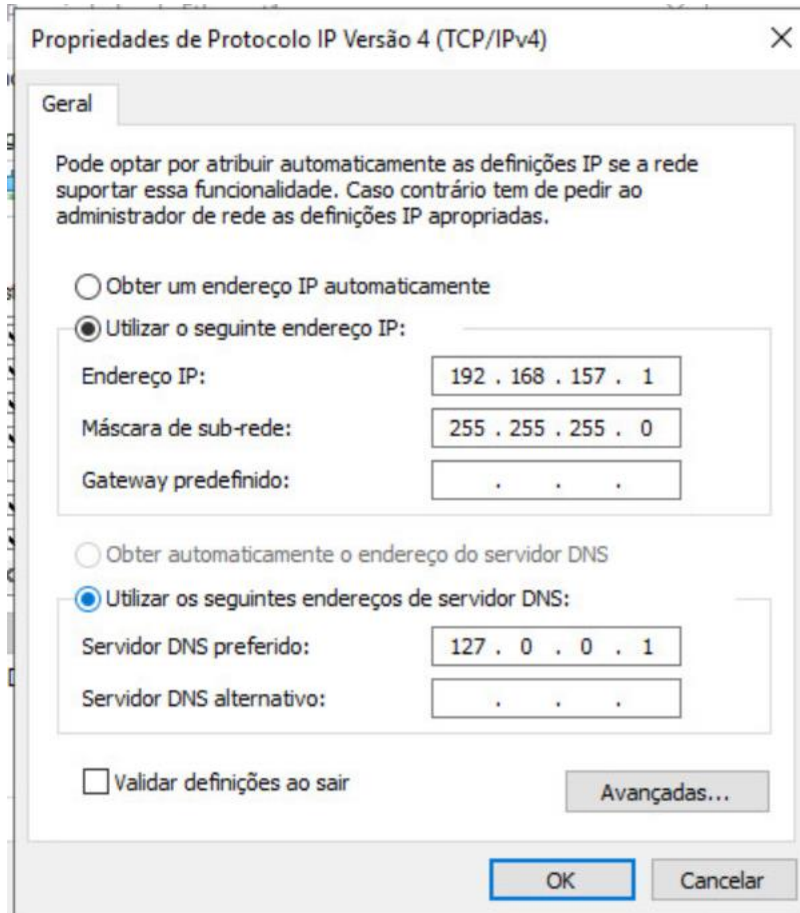 Propriedades de Protocolo IP Versão 4 (TCP/IPv4)
Geral
Pode optar por atribuir automaticamente as definições IP se a rede
suportar essa funcionalidade. Caso contrário tem de pedir ao
administrador de rede as definições IP apropriadas.
Obter um endereço IP automaticamente
Utilizar o seguinte endereço IP:
Endereço IP: 192 . 168 . 157 . 1
Máscara de sub-rede: 255 . 255 . 255 . 0
Gateway predefinido: . . .
Obter automaticamente o endereço do servidor DNS
Utilizar os seguintes endereços de servidor DNS:
Servidor DNS preferido: 127 . 0 . 0 . 1
Servidor DNS alternativo: . . .
Validar definições ao sair
Avançadas...
OK Cancelar